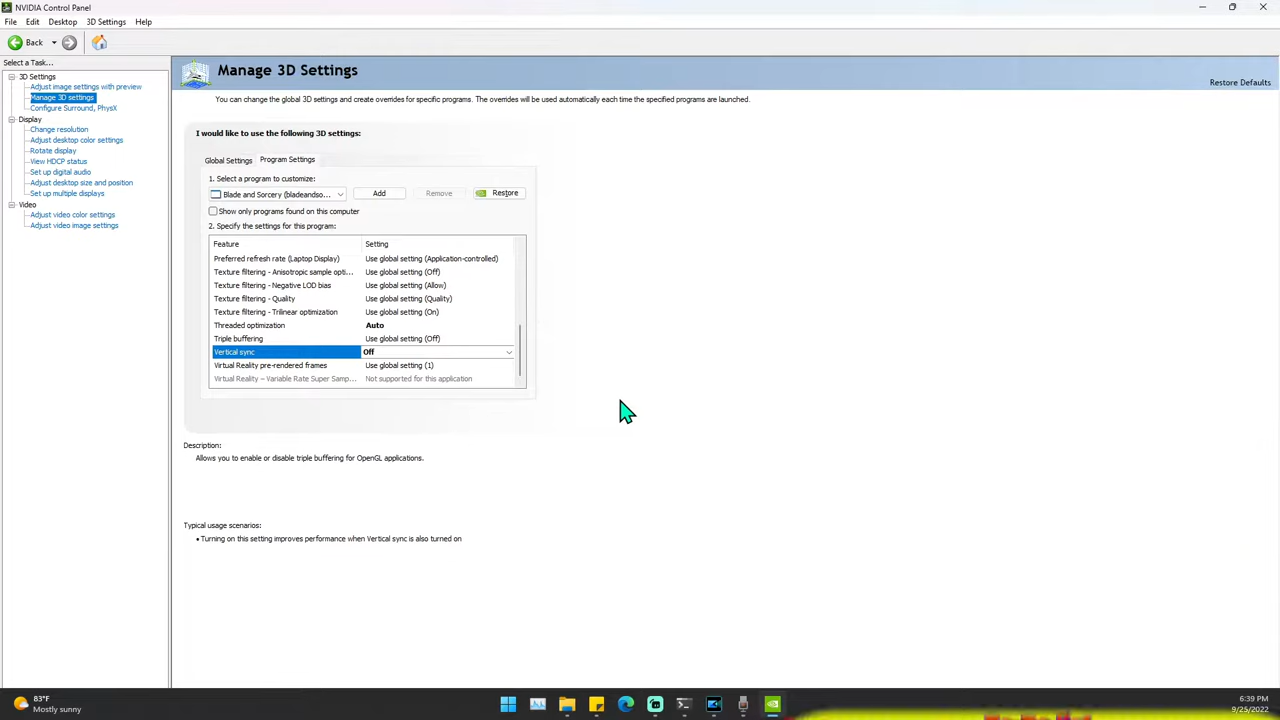 NVIDIA Control Panel
File Edit Desktop 3D Settings Help
Back
Select a Task...
3D Settings
Adjust image settings with preview
Manage 3D settings
Configure Surround, PhysX
Display
Change resolution
Adjust desktop color settings
Rotate display
View HDCP status
Set up digital audio
Adjust desktop size and position
Set up multiple displays
Video
Adjust video color settings
Adjust video image settings
Manage 3D Settings
Restore Defaults
You can change the global 3D settings and create overrides for specific programs. The overrides will be used automatically each time the specified programs are launched.
I would like to use the following 3D settings:
Global Settings Program Settings
1. Select a program to customize:
Blade and Sorcery (bladeandso... Add Remove Restore
Show only programs found on this computer
2. Specify the settings for this program:
Feature Setting
Preferred refresh rate (Laptop Display) Use global setting (Application-controlled)
Texture filtering - Anisotropic sample opti... Use global setting (Off)
Texture filtering - Negative LOD bias Use global setting (Allow)
Texture filtering - Quality Use global setting (Quality)
Texture filtering - Trilinear optimization Use global setting (On)
Threaded optimization Auto
Triple buffering Use global setting (Off)
Vertical sync Off
Virtual Reality pre-rendered frames Use global setting (1)
Virtual Reality – Variable Rate Super Samp... Not supported for this application
Description:
Allows you to enable or disable triple buffering for OpenGL applications.
Typical usage scenarios:
• Turning on this setting improves performance when Vertical sync is also turned on
83°F
Mostly sunny
6:39 PM
9/25/2022